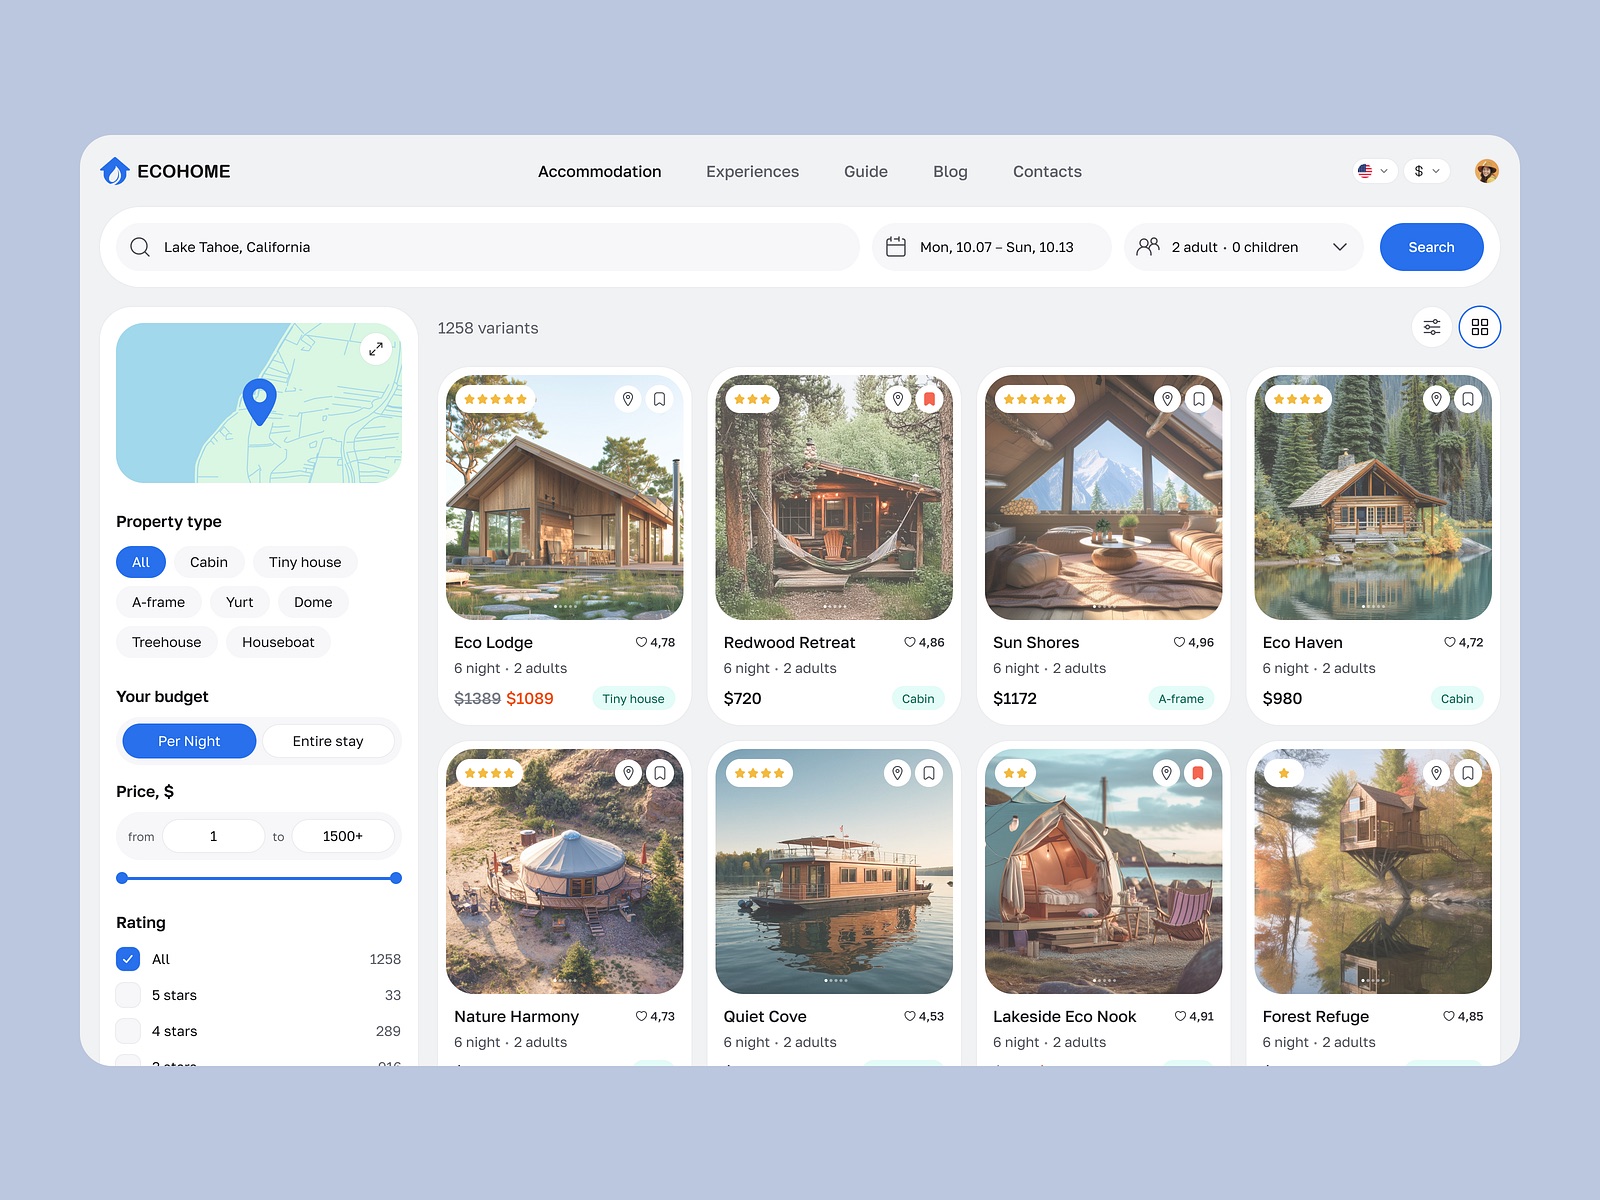 ECOHOME
Accommodation
Experiences
Guide
Blog
Contacts
$
Lake Tahoe, California
Mon, 10.07 – Sun, 10.13
2 adult · 0 children
Search
1258 variants
Property type
All
Cabin
Tiny house
A-frame
Yurt
Dome
Treehouse
Houseboat
Your budget
Per Night
Entire stay
Price, $
from
1
to
1500+
Rating
All
1258
5 stars
33
4 stars
289
Eco Lodge
4,78
6 night · 2 adults
$1389 $1089
Tiny house
Redwood Retreat
4,86
6 night · 2 adults
$720
Cabin
Sun Shores
4,96
6 night · 2 adults
$1172
A-frame
Eco Haven
4,72
6 night · 2 adults
$980
Cabin
Nature Harmony
4,73
6 night · 2 adults
Quiet Cove
4,53
6 night · 2 adults
Lakeside Eco Nook
4,91
6 night · 2 adults
Forest Refuge
4,85
6 night · 2 adults